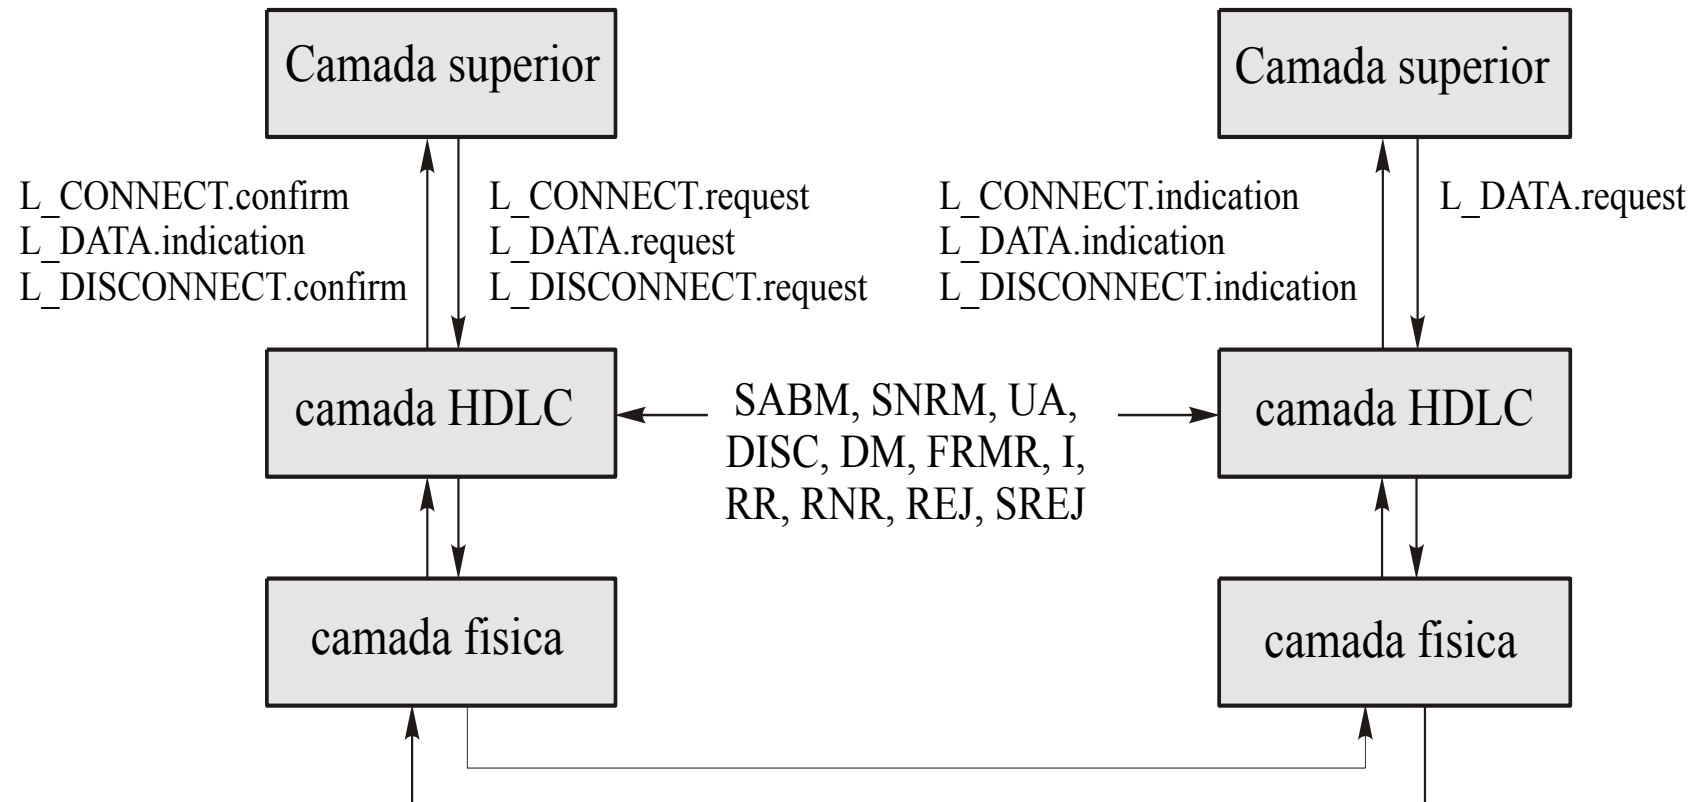 Camada superior
Camada superior
L_CONNECT.confirm
L_DATA.indication
L_DISCONNECT.confirm
L_CONNECT.request
L_DATA.request
L_DISCONNECT.request
L_CONNECT.indication
L_DATA.indication
L_DISCONNECT.indication
L_DATA.request
camada HDLC
SABM, SNRM, UA,
DISC, DM, FRMR, I,
RR, RNR, REJ, SREJ
camada HDLC
camada fisica
camada fisica